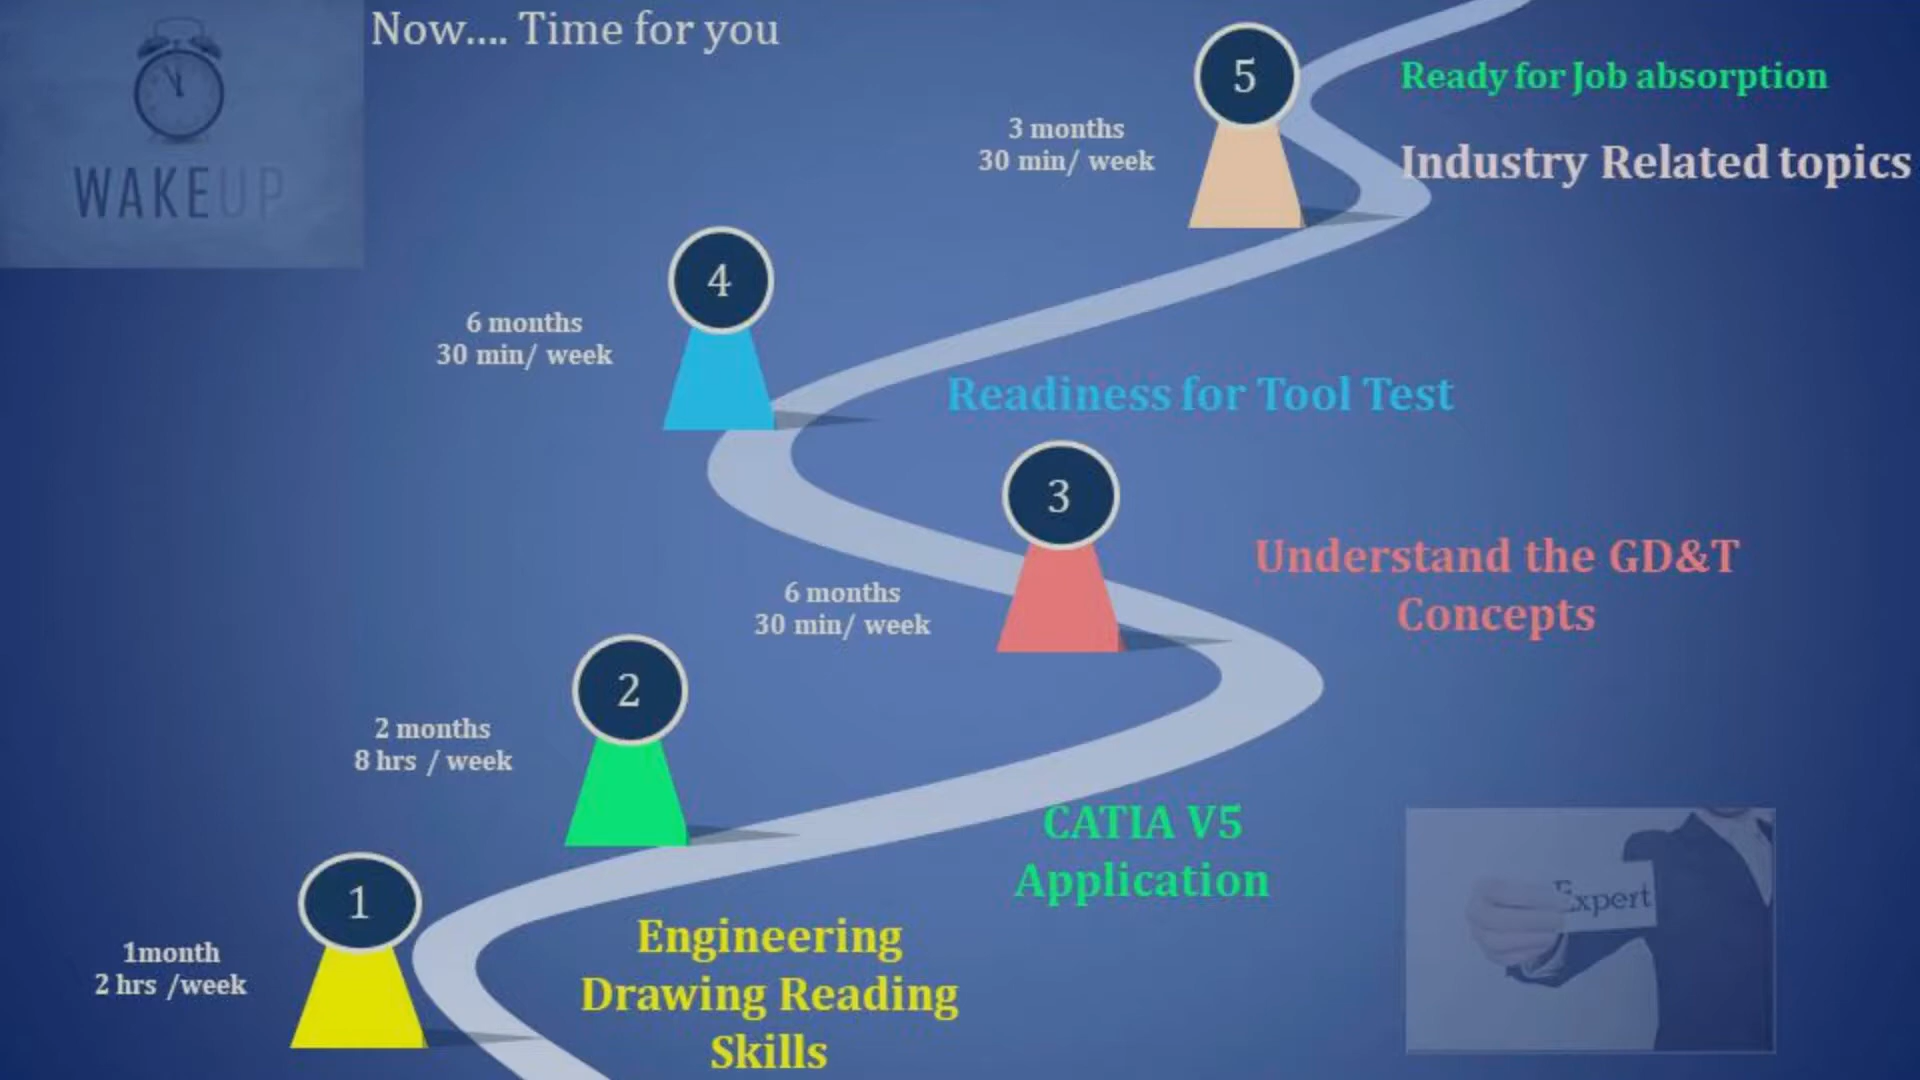 Now.... Time for you
WAKEUP
5
Ready for Job absorption
3 months
30 min/ week
Industry Related topics
4
6 months
30 min/ week
Readiness for Tool Test
3
Understand the GD&T
Concepts
6 months
30 min/ week
2
2 months
8 hrs / week
CATIA V5
Application
Expert
1
1month
2 hrs /week
Engineering
Drawing Reading
Skills